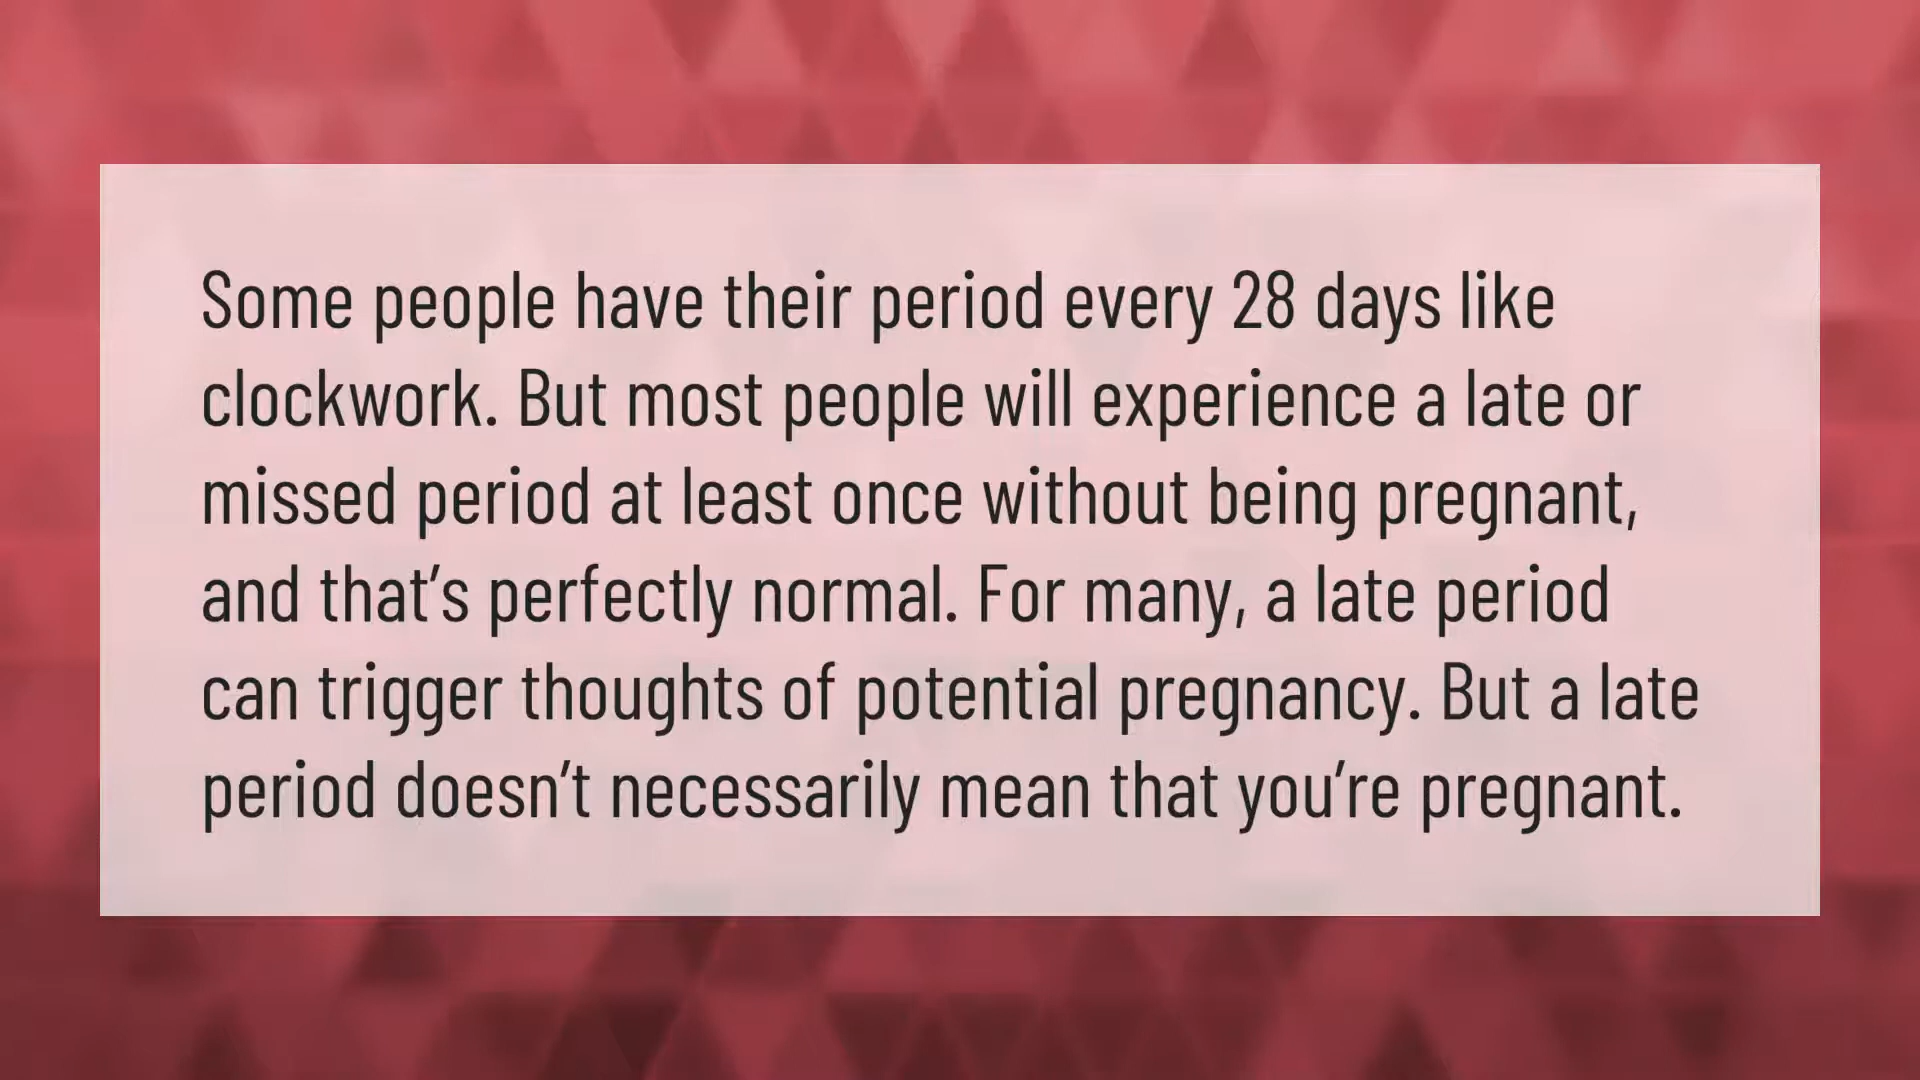 Some people have their period every 28 days like
clockwork. But most people will experience a late or
missed period at least once without being pregnant,
and that’s perfectly normal. For many, a late period
can trigger thoughts of potential pregnancy. But a late
period doesn’t necessarily mean that you’re pregnant.